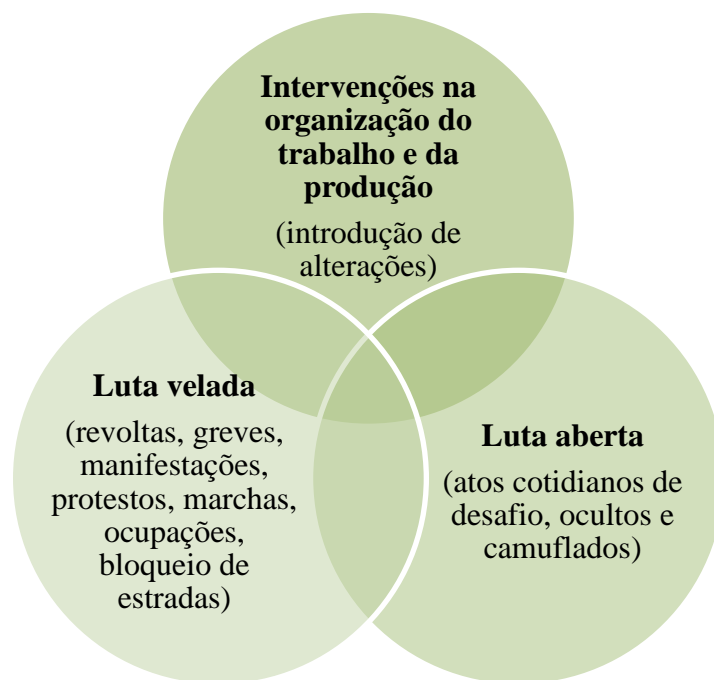 Intervenções na
organização do
trabalho e da
produção
(introdução de
alterações)
Luta velada
(revoltas, greves,
manifestações,
protestos, marchas,
ocupações,
bloqueio de
estradas)
Luta aberta
(atos cotidianos de
desafio, ocultos e
camuflados)